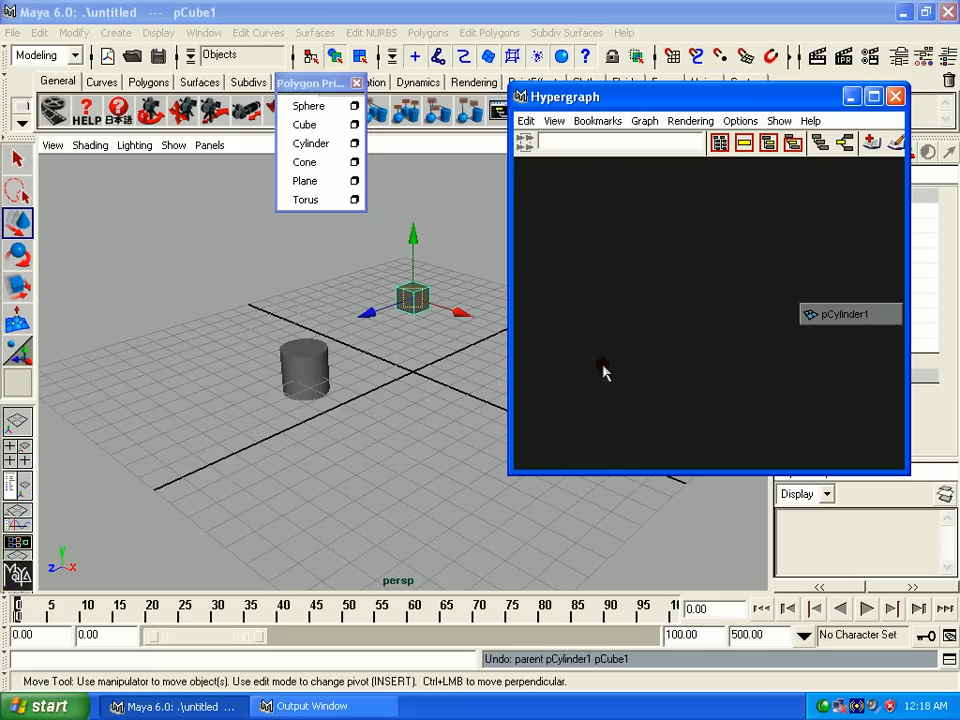 Maya 6.0: .\untitled --- pCube1
File Edit Modify Create Display Window Edit Curves Surfaces Edit NURBS Polygons Edit Polygons Subdiv Surfaces Help
Modeling Objects
General Curves Polygons Surfaces Subdivs Dynamics Rendering
HELP 日本語
View Shading Lighting Show Panels
Polygon Pri...
Sphere
Cube
Cylinder
Cone
Plane
Torus
Hypergraph
Edit View Bookmarks Graph Rendering Options Show Help
pCylinder1
y
z x
persp
Display
<< >>
5 10 15 20 25 30 35 40 45 50 55 60 65 70 75 80 85 90 95 0.00
0.00 0.00 100.00 500.00 No Character Set
Undo: parent pCylinder1 pCube1
Move Tool: Use manipulator to move object(s). Use edit mode to change pivot (INSERT). Ctrl+LMB to move perpendicular.
start Maya 6.0: .\untitled ... Output Window 12:18 AM